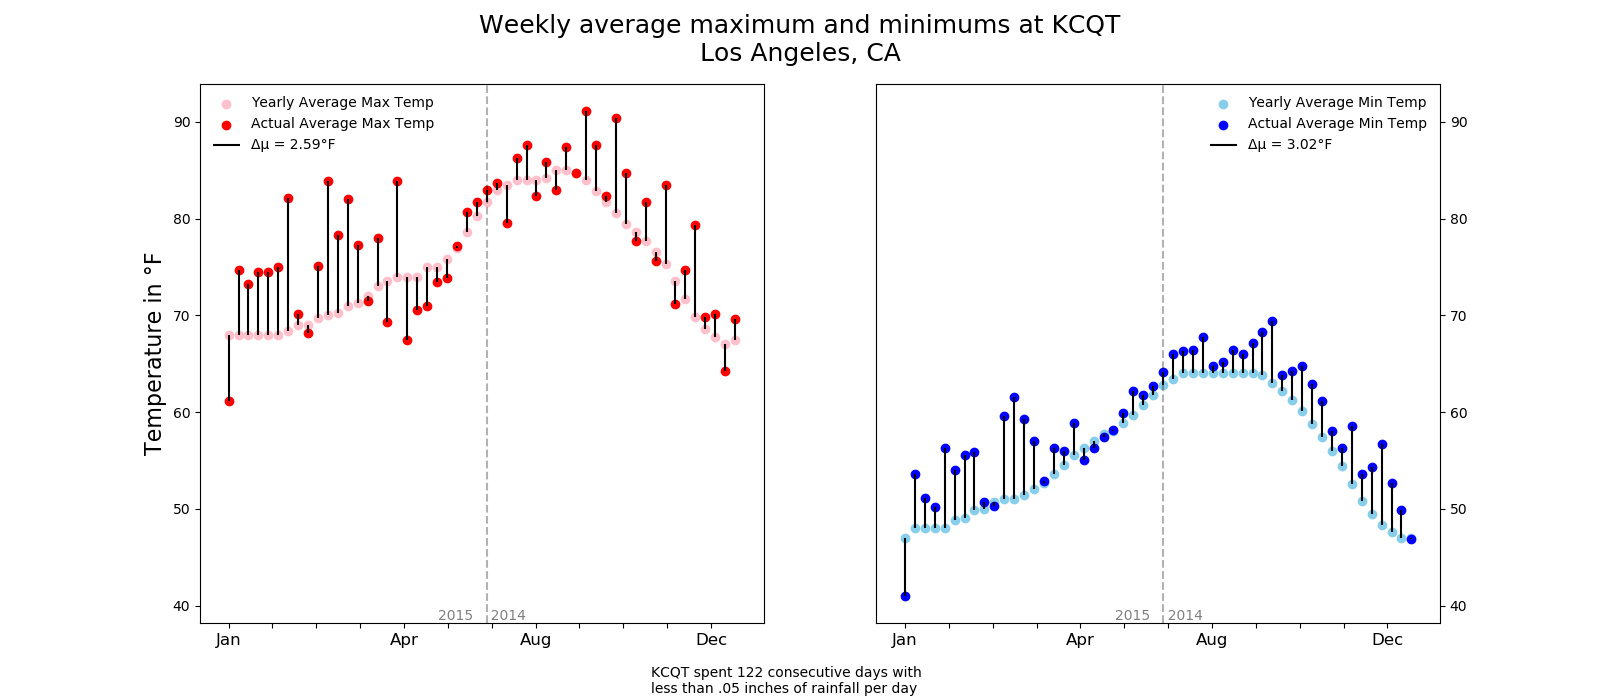 Weekly average maximum and minimums at KCQT
Los Angeles, CA
Temperature in °F
90
80
70
60
50
40
Yearly Average Max Temp
Actual Average Max Temp
Δμ = 2.59°F
2015
2014
Jan
Apr
Aug
Dec
Yearly Average Min Temp
Actual Average Min Temp
Δμ = 3.02°F
90
80
70
60
50
40
2015
2014
Jan
Apr
Aug
Dec
KCQT spent 122 consecutive days with
less than .05 inches of rainfall per day